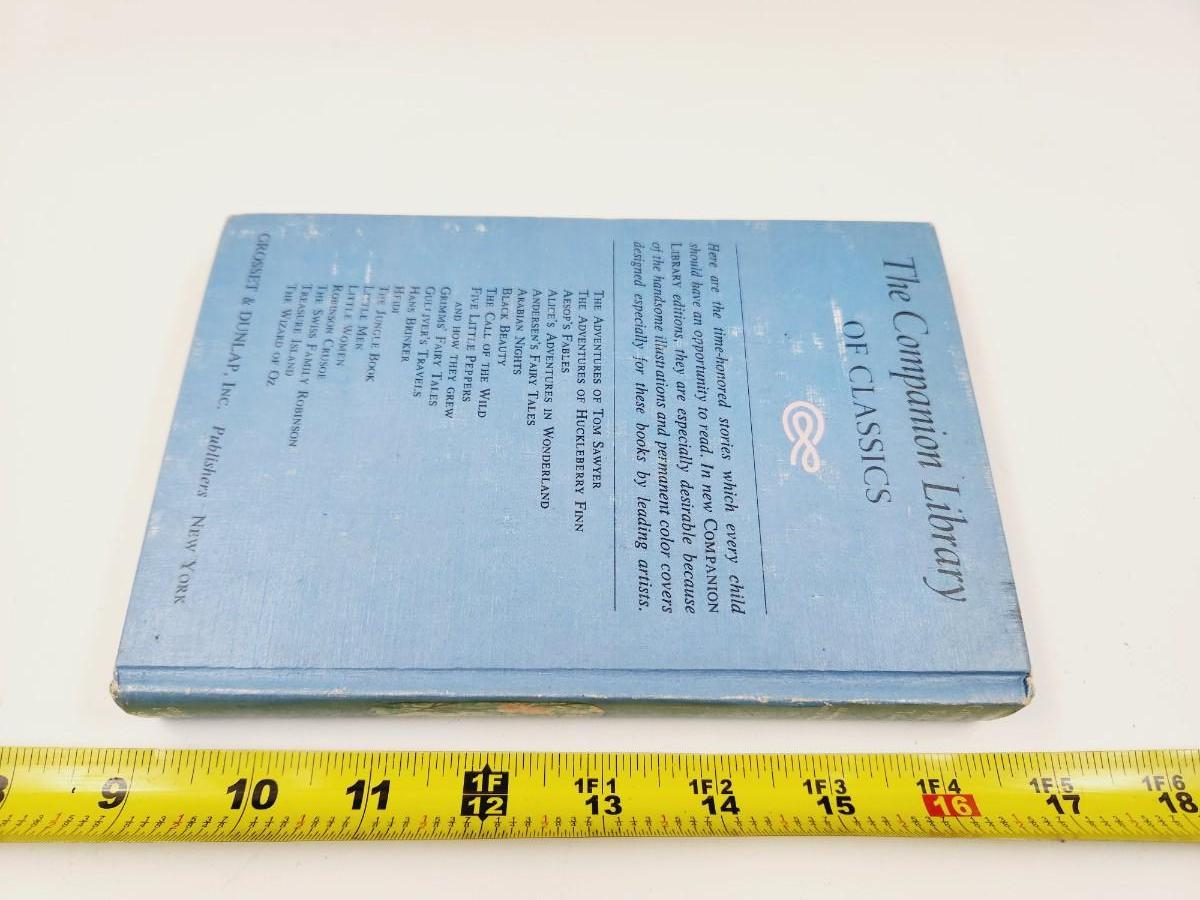 The Companion Library
OF CLASSICS
Here are the time-honored stories which every child
should have an opportunity to read. In new COMPANION
LIBRARY editions, they are especially desirable because
of the handsome illustrations and permanent color covers
designed especially for these books by leading artists.
THE ADVENTURES OF TOM SAWYER
THE ADVENTURES OF HUCKLEBERRY FINN
AESOP'S FABLES
ALICE'S ADVENTURES IN WONDERLAND
ANDERSEN'S FAIRY TALES
ARABIAN NIGHTS
BLACK BEAUTY
THE CALL OF THE WILD
FIVE LITTLE PEPPERS
AND HOW THEY GREW
GRIMMS' FAIRY TALES
GULLIVER'S TRAVELS
HANS BRINKER
HEIDI
THE JUNGLE BOOK
LITTLE MEN
LITTLE WOMEN
ROBINSON CRUSOE
THE SWISS FAMILY ROBINSON
TREASURE ISLAND
THE WIZARD OF OZ
GROSSET & DUNLAP, INC. Publishers NEW YORK
1F 1F1 1F2 1F3 1F4 1F5 1F6
8 9 10 11 12 13 14 15 16 17 18